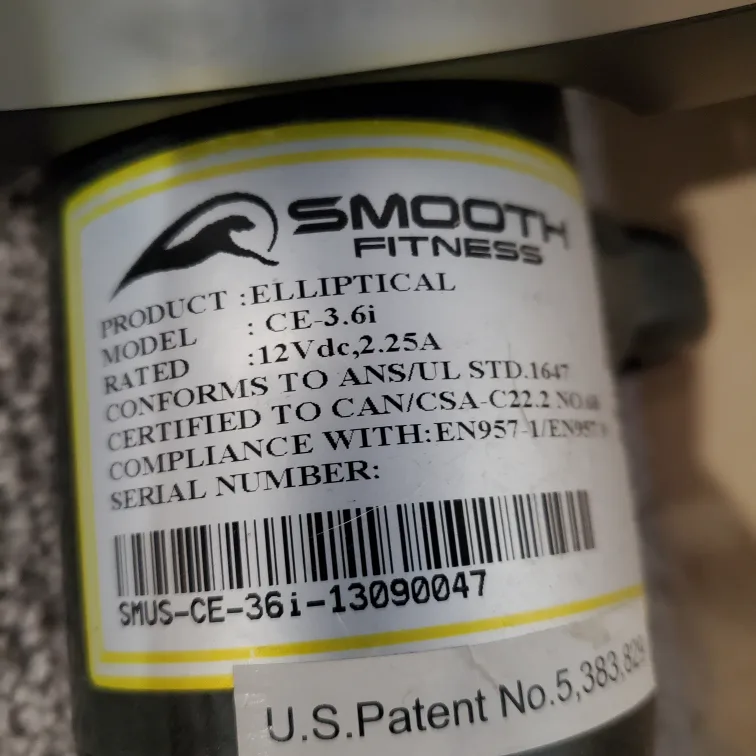 SMOOTH
FITNESS
PRODUCT :ELLIPTICAL
MODEL : CE-3.6i
RATED :12Vdc,2.25A
CONFORMS TO ANS/UL STD.1647
CERTIFIED TO CAN/CSA-C22.2 NO.
COMPLIANCE WITH:EN957-1/EN957
SERIAL NUMBER:
SMUS-CE-36i-13090047
U.S.Patent No.5,383,829